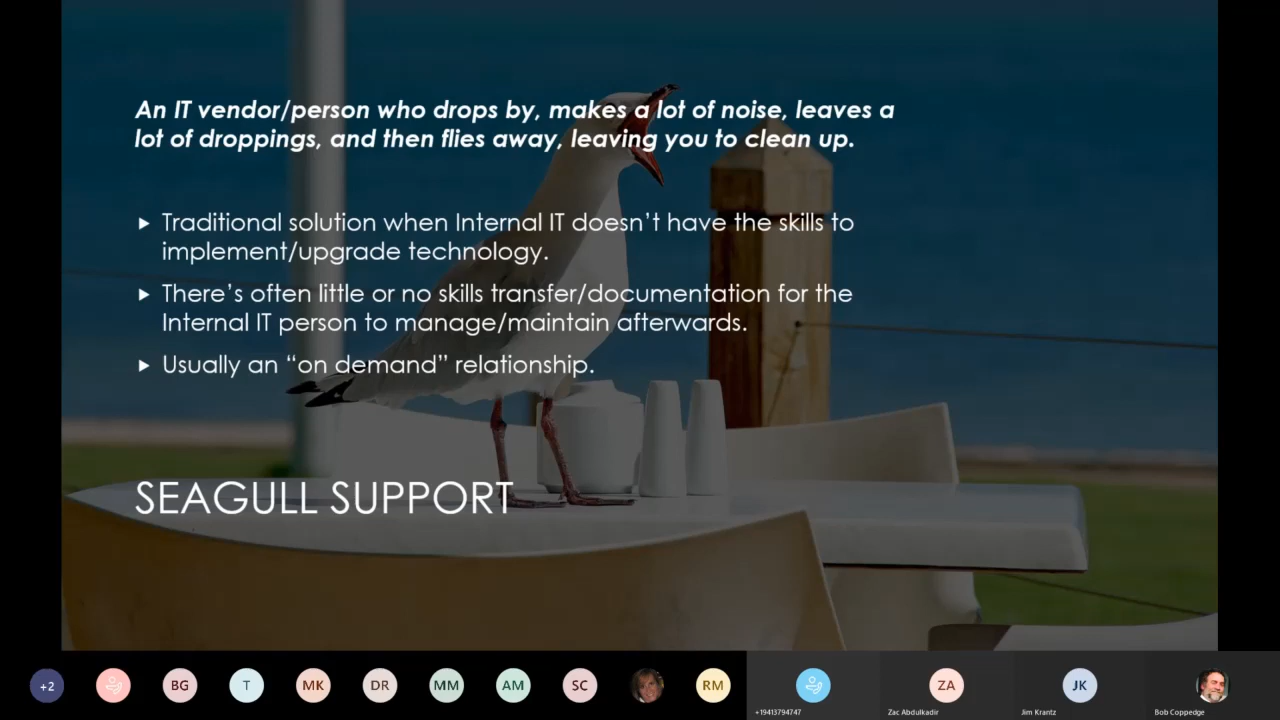 An IT vendor/person who drops by, makes a lot of noise, leaves a
lot of droppings, and then flies away, leaving you to clean up.
Traditional solution when Internal IT doesn't have the skills to
implement/upgrade technology.
There's often little or no skills transfer/documentation for the
Internal IT person to manage/maintain afterwards.
Usually an “on demand” relationship.
SEAGULL SUPPORT
+2
BG
T
MK
DR
MM
AM
SC
RM
ZA
JK
+19413794747
Zac Abdulkadir
Jim Krantz
Bob Coppedge